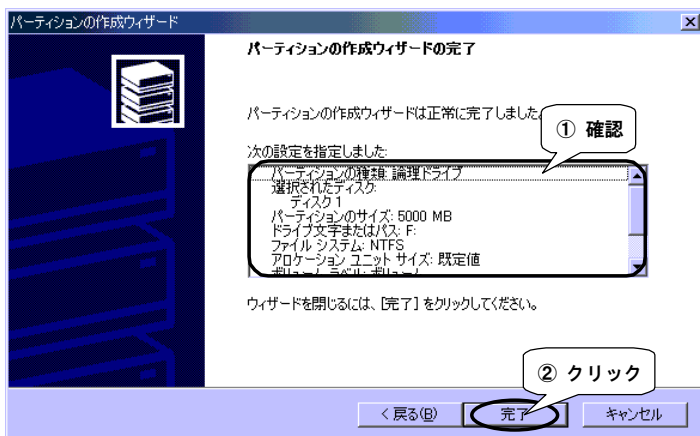 パーティションの作成ウィザード
パーティションの作成ウィザードの完了
パーティションの作成ウィザードは正常に完了しました
① 確認
次の設定を指定しました:
パーティションの種類: 論理ドライブ
選択されたディスク:
ディスク 1
パーティションのサイズ: 5000 MB
ドライブ文字またはパス: F:
ファイル システム: NTFS
アロケーション ユニット サイズ: 既定値
ウィザードを閉じるには、[完了] をクリックしてください。
② クリック
< 戻る(B)
完了
キャンセル